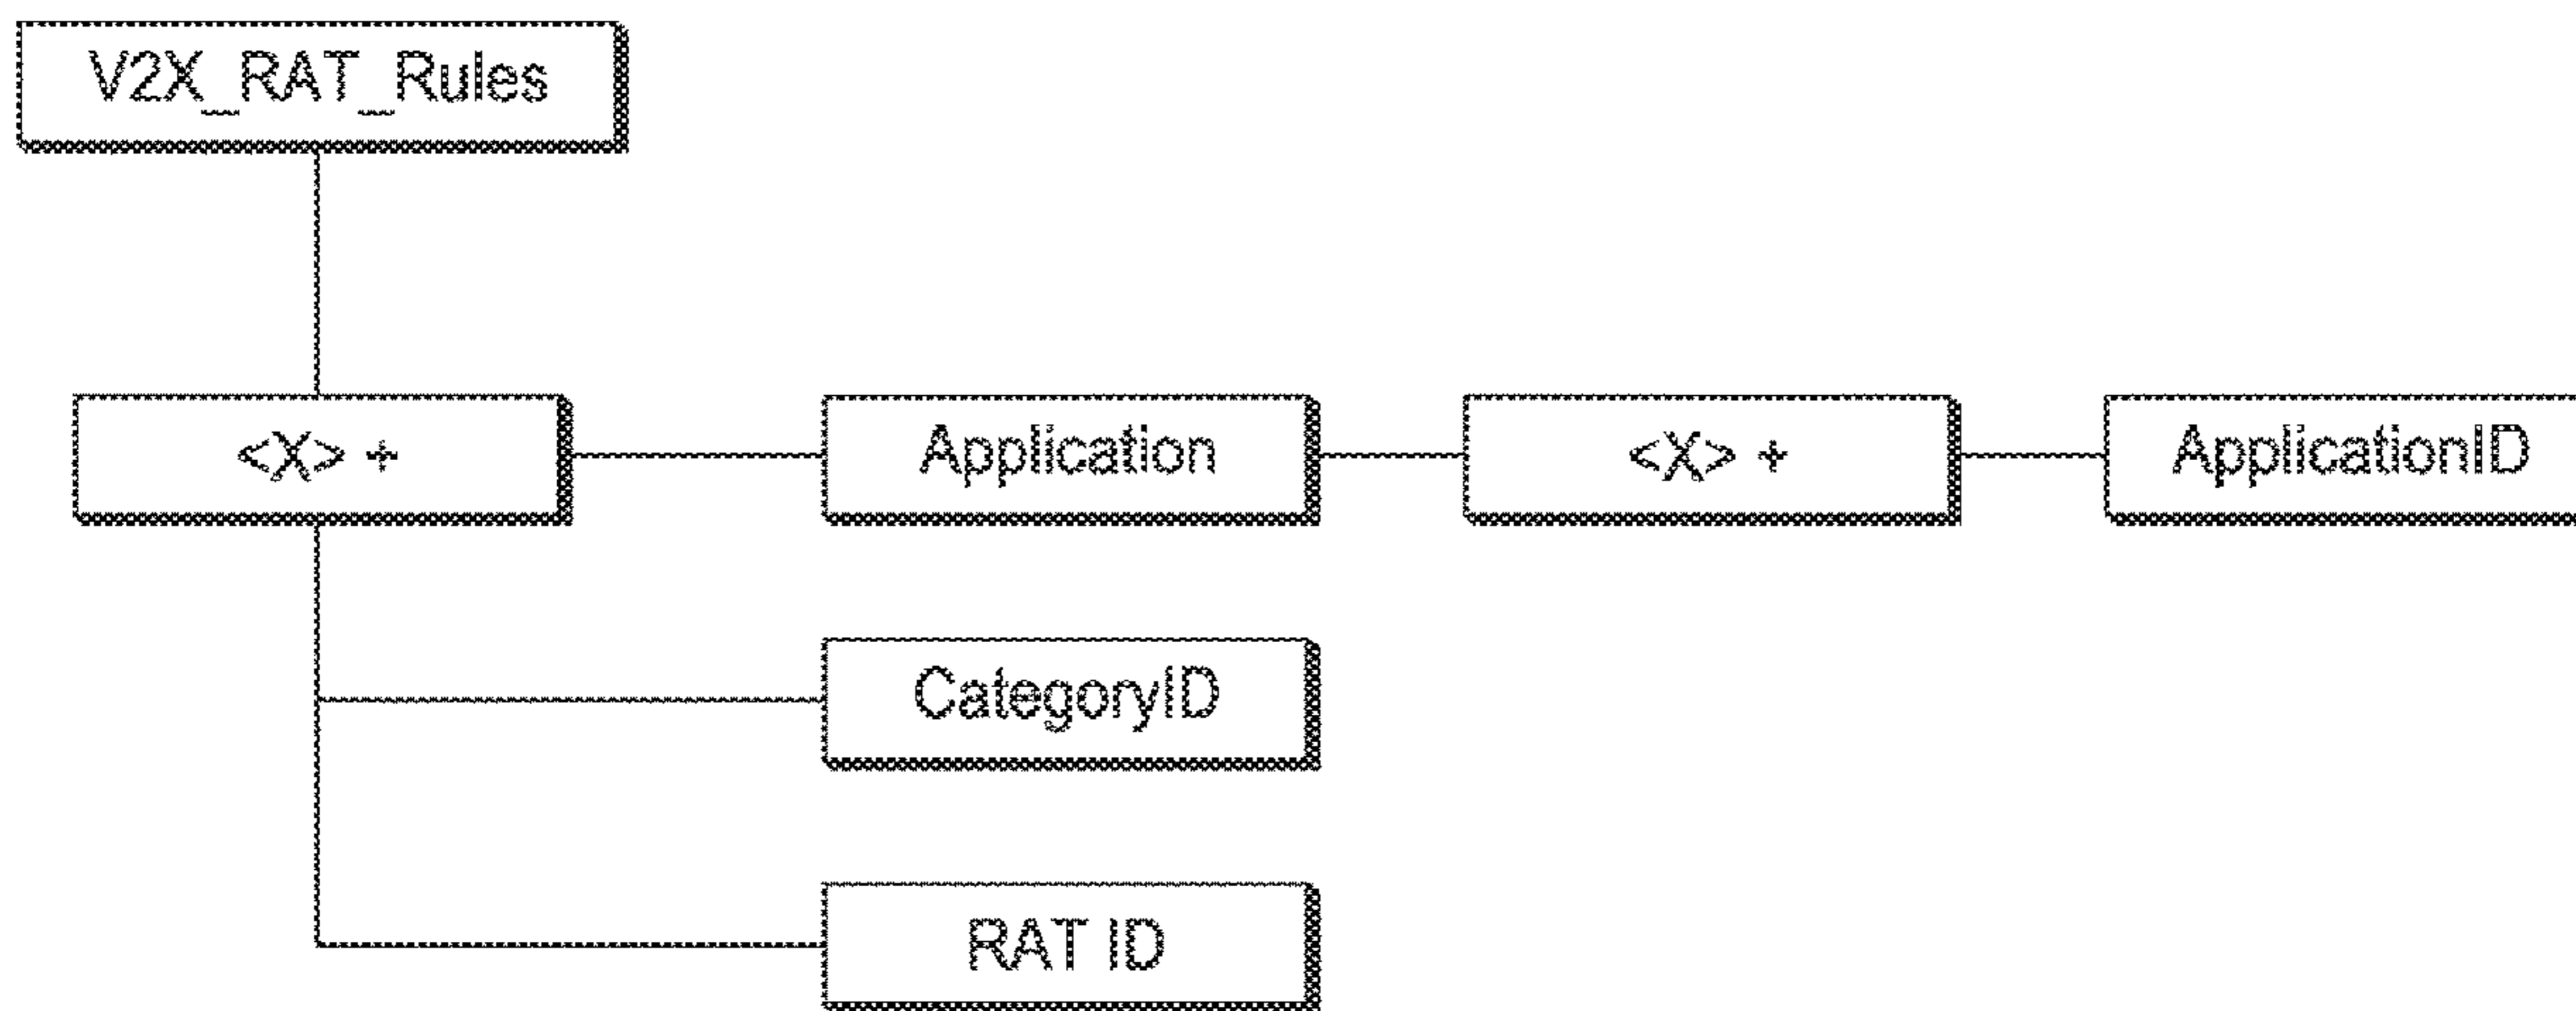 V2X_RAT_Rules
<X> +
Application
<X> +
ApplicationID
CategoryID
RAT ID